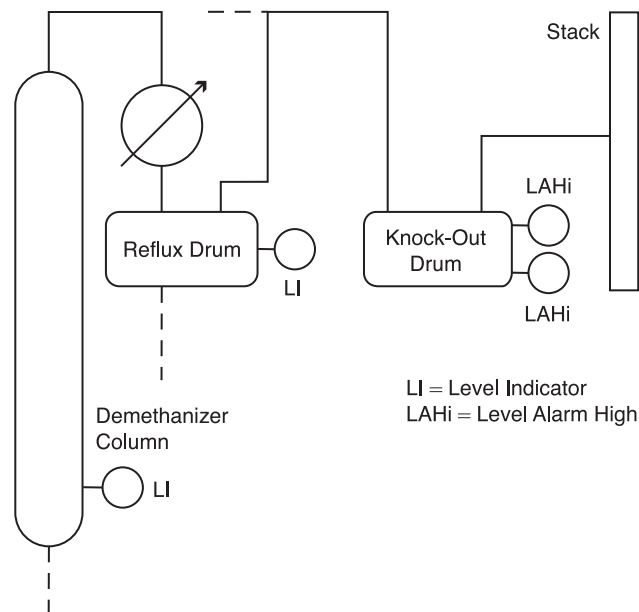 Stack
LAHi
Reflux Drum
Knock-Out
Drum
LI
LAHi
LI = Level Indicator
LAHi = Level Alarm High
Demethanizer
Column
LI